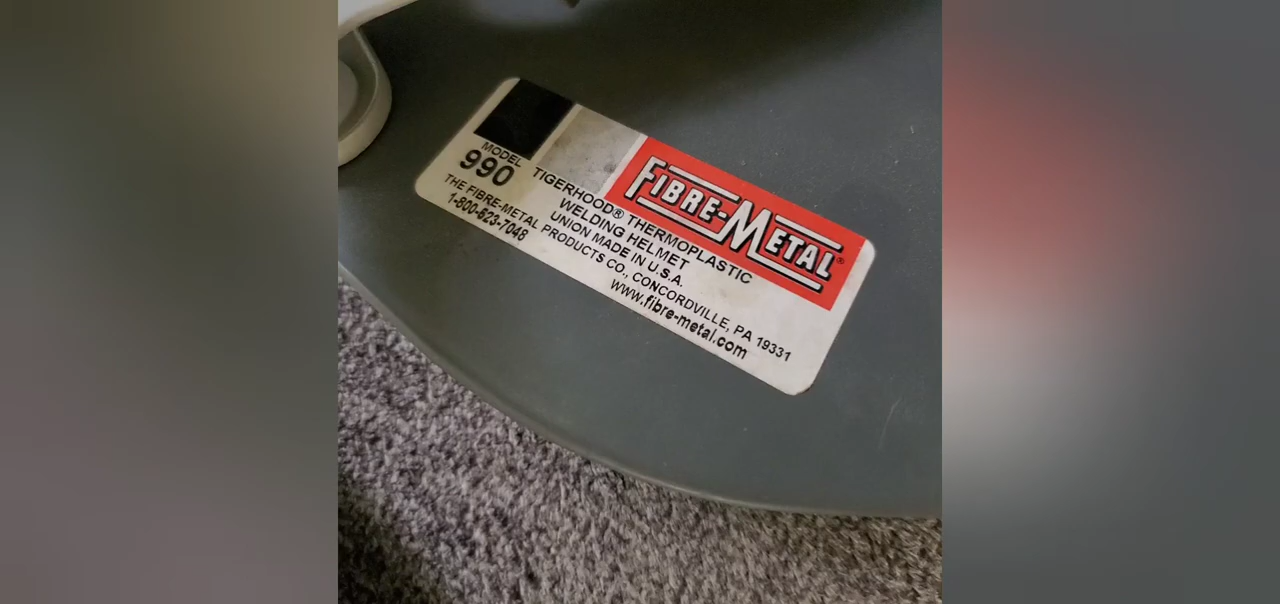 FIBRE-METAL®
MODEL
990
TIGERHOOD® THERMOPLASTIC
WELDING HELMET
UNION MADE IN U.S.A.
THE FIBRE-METAL PRODUCTS CO., CONCORDVILLE, PA 19331
1-800-523-7048
www.fibre-metal.com